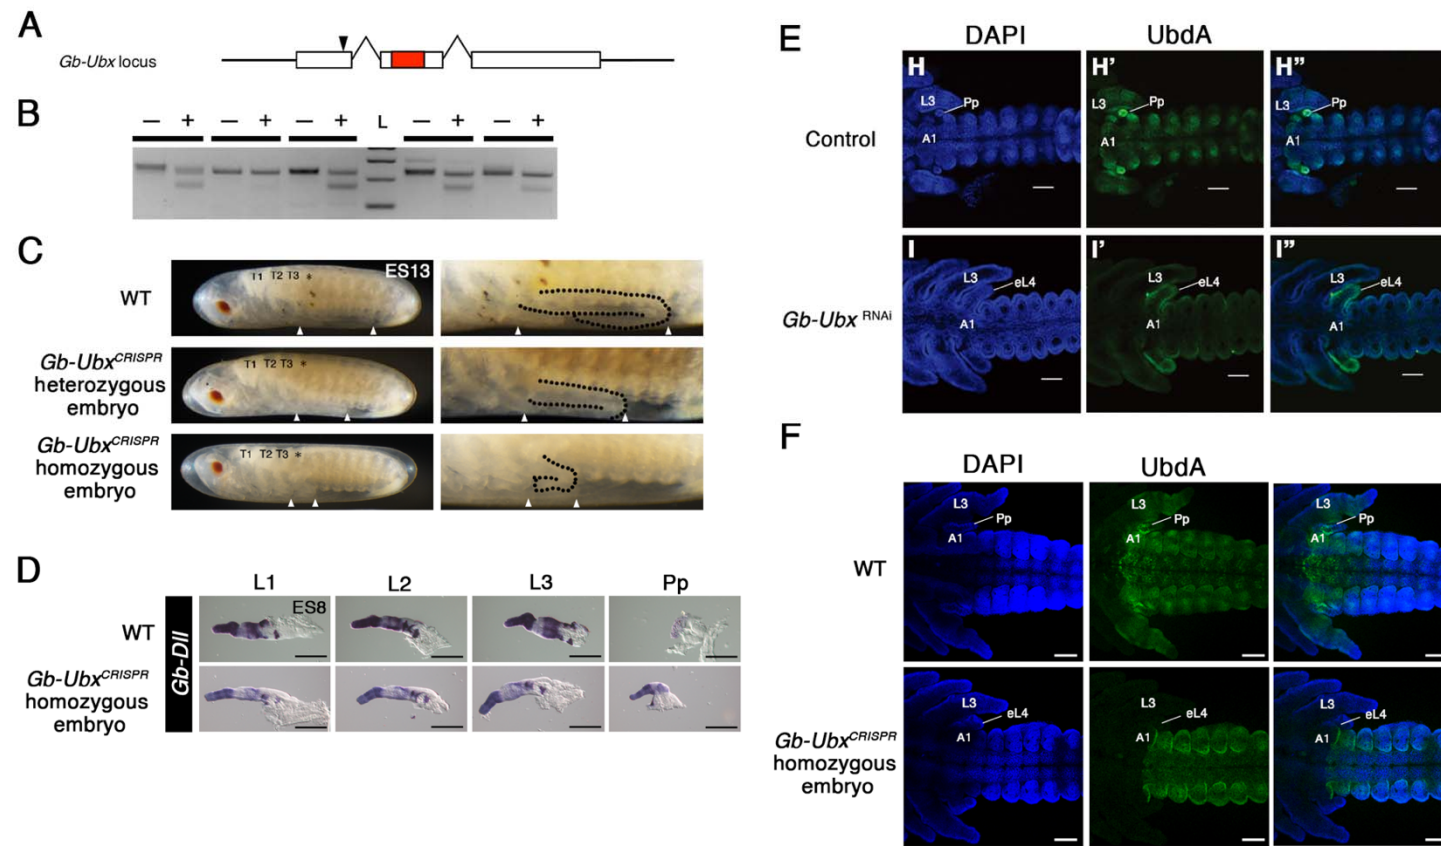 A
Gb-Ubx locus
B
— + — + — + L — + — +
C
WT
T1 T2 T3 *
ES13
Gb-Ubx^CRISPR
heterozygous
embryo
T1 T2 T3 *
Gb-Ubx^CRISPR
homozygous
embryo
T1 T2 T3 *
D
L1 L2 L3 Pp
Gb-Dll
WT
ES8
Gb-Ubx^CRISPR
homozygous
embryo
E
DAPI UbdA
Control
H H' H"
L3 Pp A1
L3 Pp A1
L3 Pp A1
Gb-Ubx^RNAi
I I' I"
L3 eL4 A1
L3 eL4 A1
L3 eL4 A1
F
DAPI UbdA
WT
L3 Pp A1
L3 Pp A1
L3 Pp A1
Gb-Ubx^CRISPR
homozygous
embryo
L3 eL4 A1
L3 eL4 A1
L3 eL4 A1